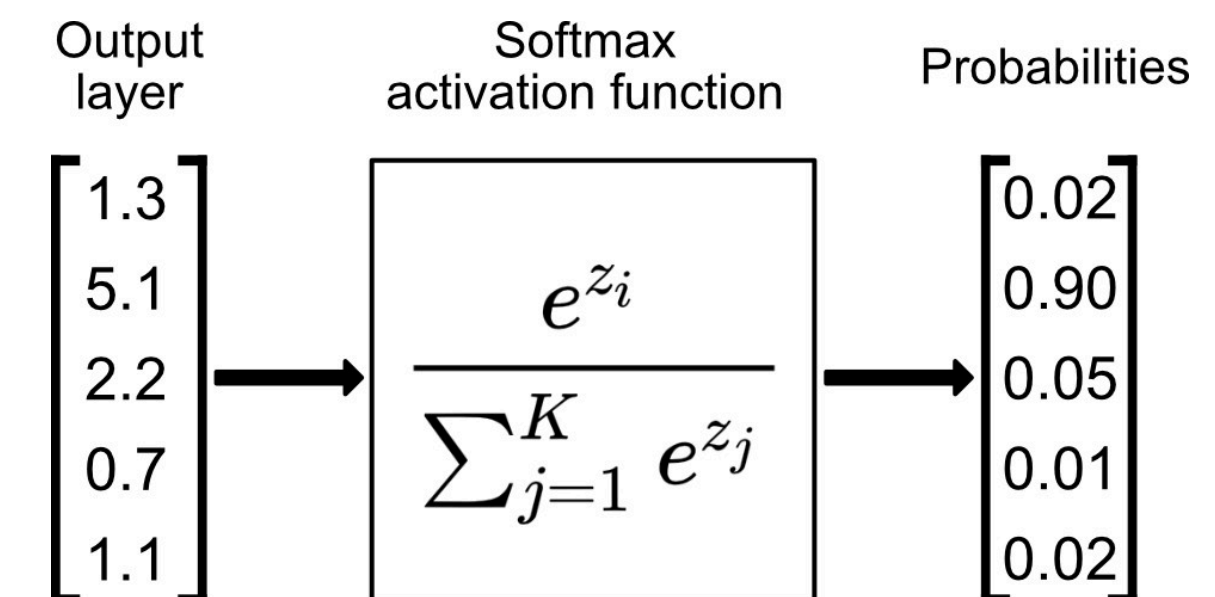 Output
layer
Softmax
activation function
Probabilities
1.3
5.1
2.2
0.7
1.1
e^{z_i}
∑_{j=1}^{K} e^{z_j}
0.02
0.90
0.05
0.01
0.02